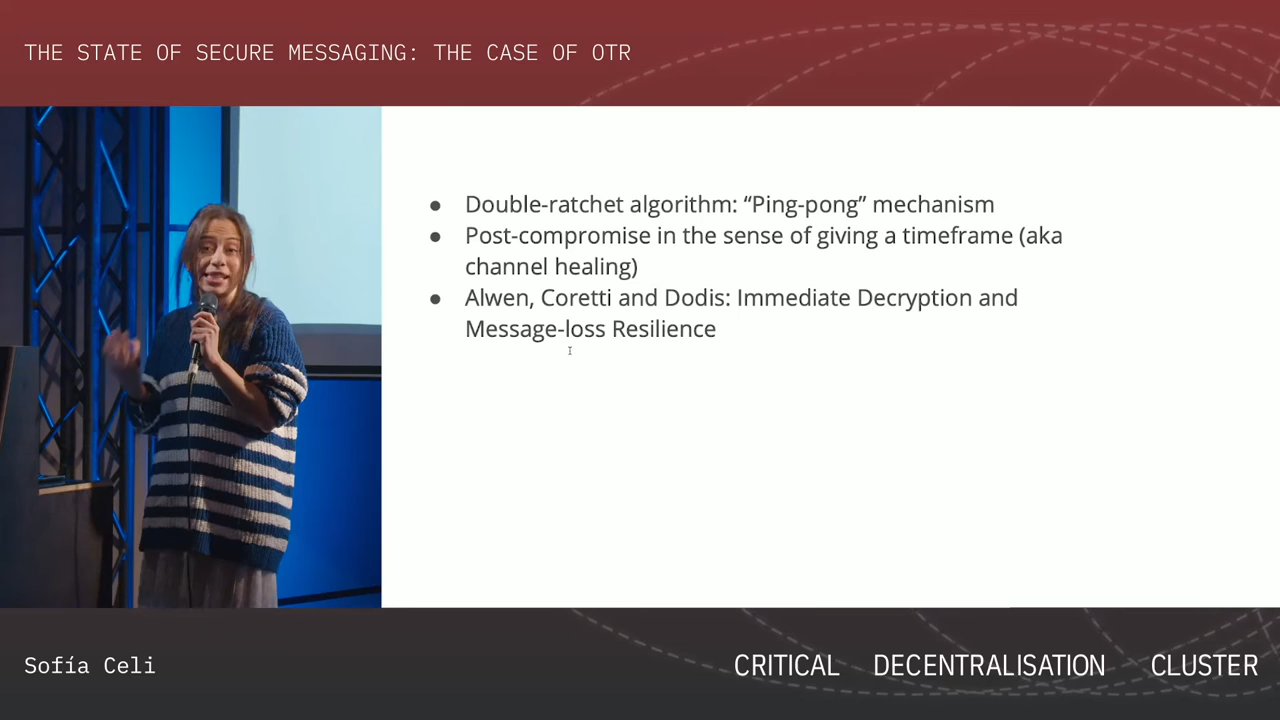 THE STATE OF SECURE MESSAGING: THE CASE OF OTR
● Double-ratchet algorithm: “Ping-pong” mechanism
● Post-compromise in the sense of giving a timeframe (aka
channel healing)
● Alwen, Coretti and Dodis: Immediate Decryption and
Message-loss Resilience
Sofía Celi
CRITICAL DECENTRALISATION CLUSTER